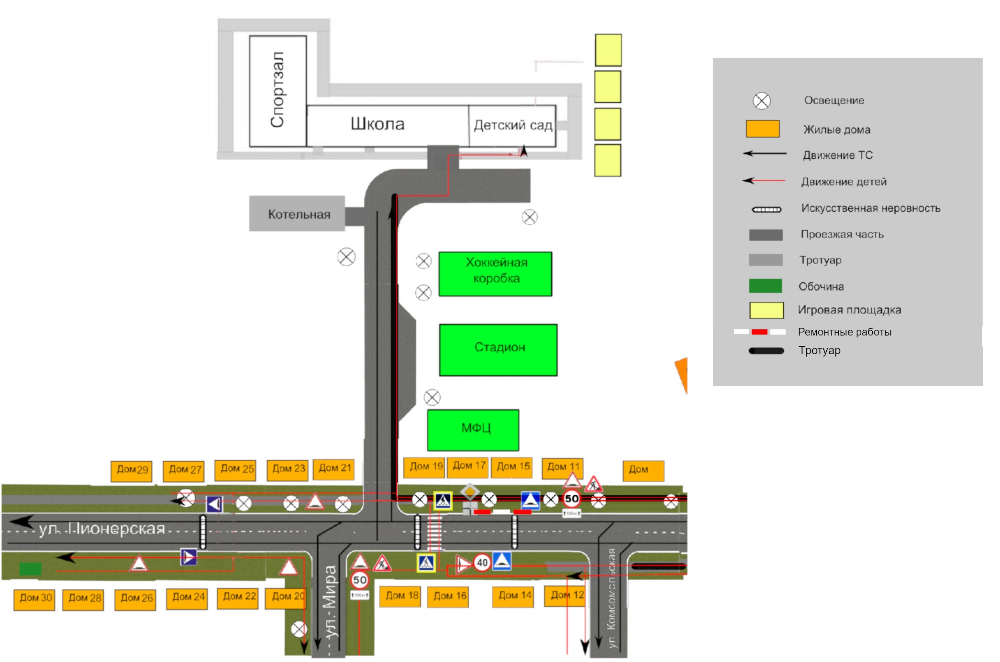 Спортзал
Школа
Детский сад
Котельная
Хоккейная
коробка
Стадион
МФЦ
Освещение
Жилые дома
Движение ТС
Движение детей
Искусственная неровность
Проезжая часть
Тротуар
Обочина
Игровая площадка
Ремонтные работы
Тротуар
Дом29
Дом 27
Дом 25
Дом 23
Дом 21
Дом 19
Дом 17
Дом 15
Дом 11
Дом
50
100м
ул. Пионерская
ул. Мира
ул. Комсомольская
40
50
100м
Дом 30
Дом 28
Дом 26
Дом 24
Дом 22
Дом 20
Дом 18
Дом 16
Дом 14
Дом 12